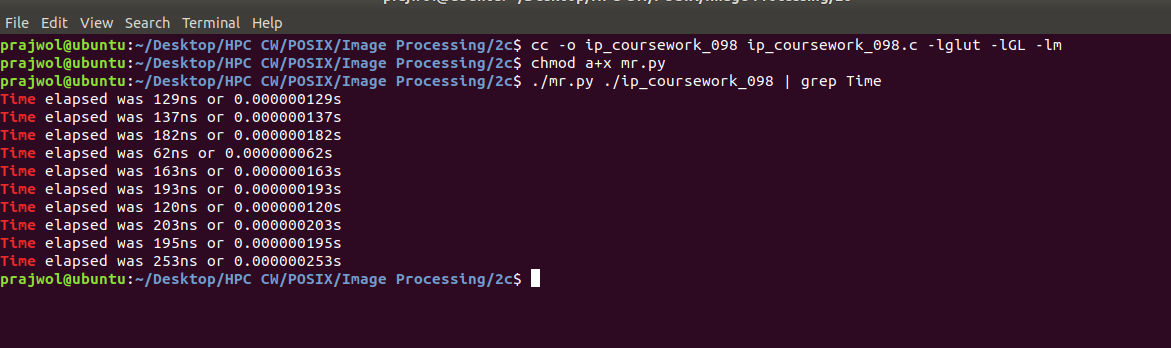 File Edit View Search Terminal Help
prajwol@ubuntu:~/Desktop/HPC CW/POSIX/Image Processing/2c$ cc -o ip_coursework_098 ip_coursework_098.c -lglut -lGL -lm
prajwol@ubuntu:~/Desktop/HPC CW/POSIX/Image Processing/2c$ chmod a+x mr.py
prajwol@ubuntu:~/Desktop/HPC CW/POSIX/Image Processing/2c$ ./mr.py ./ip_coursework_098 | grep Time
Time elapsed was 129ns or 0.000000129s
Time elapsed was 137ns or 0.000000137s
Time elapsed was 182ns or 0.000000182s
Time elapsed was 62ns or 0.000000062s
Time elapsed was 163ns or 0.000000163s
Time elapsed was 193ns or 0.000000193s
Time elapsed was 120ns or 0.000000120s
Time elapsed was 203ns or 0.000000203s
Time elapsed was 195ns or 0.000000195s
Time elapsed was 253ns or 0.000000253s
prajwol@ubuntu:~/Desktop/HPC CW/POSIX/Image Processing/2c$